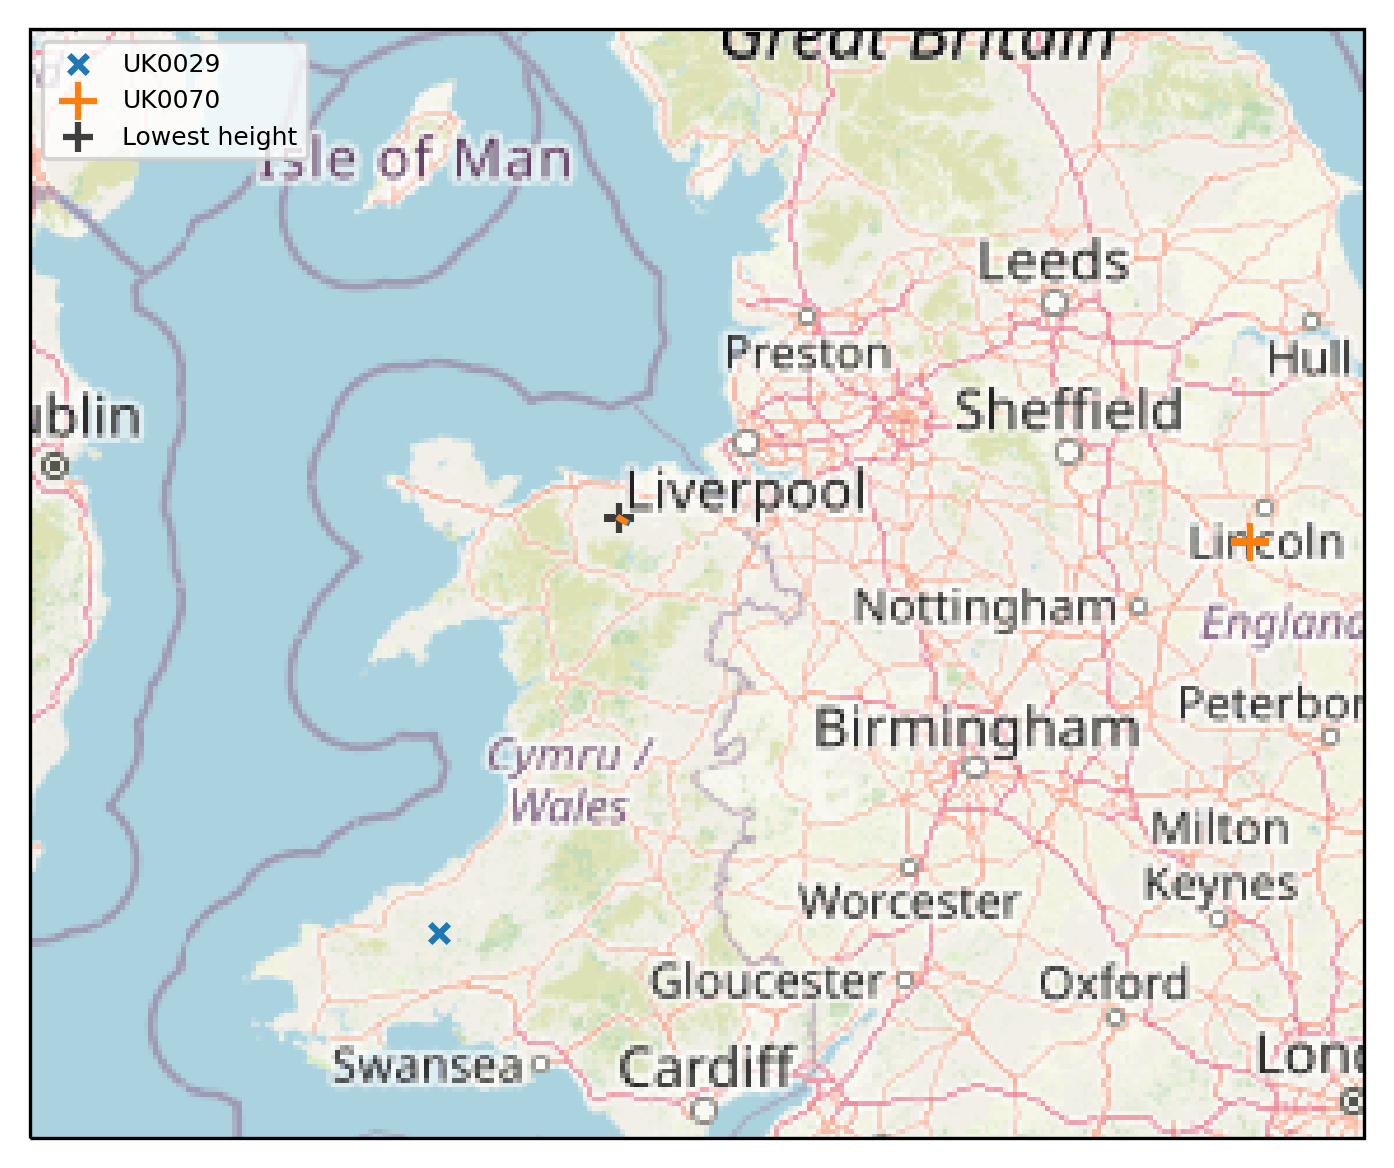 UK0029
UK0070
Lowest height
Great Britain
Isle of Man
Leeds
Preston
Hull
ublin
Sheffield
Liverpool
Lincoln
Nottingham
England
Peterbor
Birmingham
Cymru /
Wales
Milton
Keynes
Worcester
Gloucester
Oxford
Swansea
Cardiff
Lond